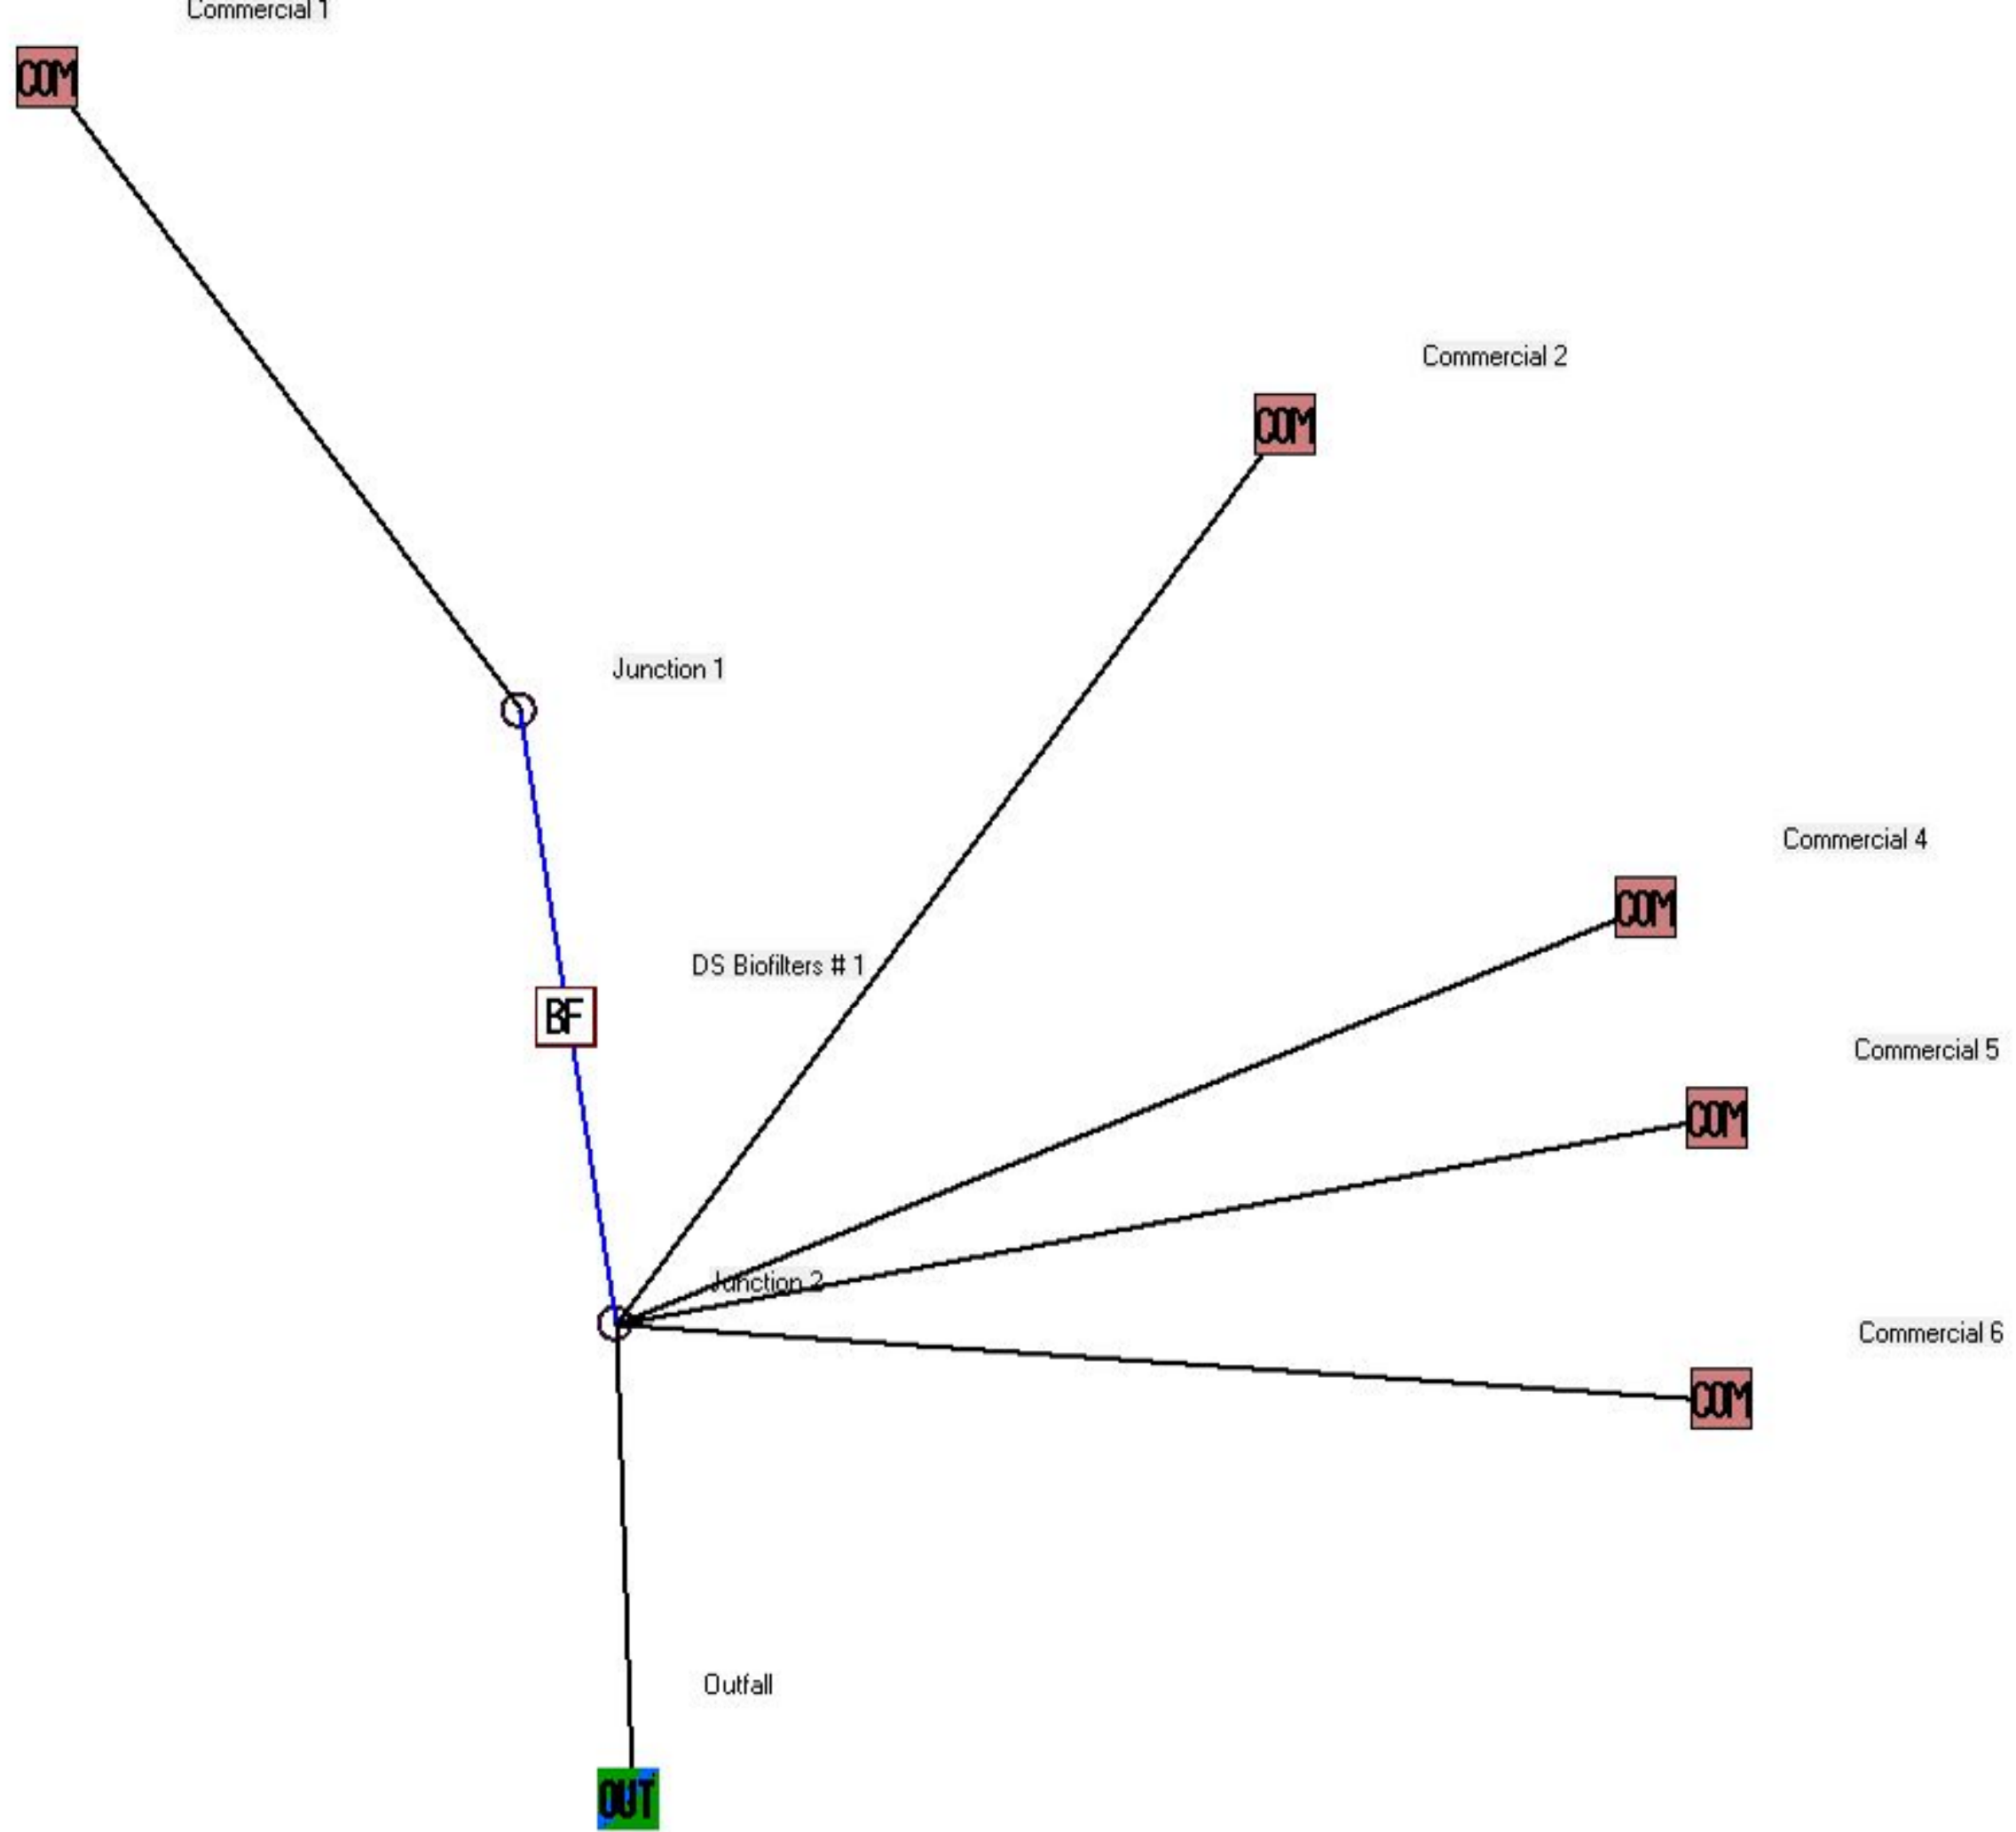 Commercial 1
COM
Commercial 2
COM
Junction 1
Commercial 4
COM
DS Biofilters # 1
BF
Commercial 5
COM
Junction 2
Commercial 6
COM
Outfall
OUT